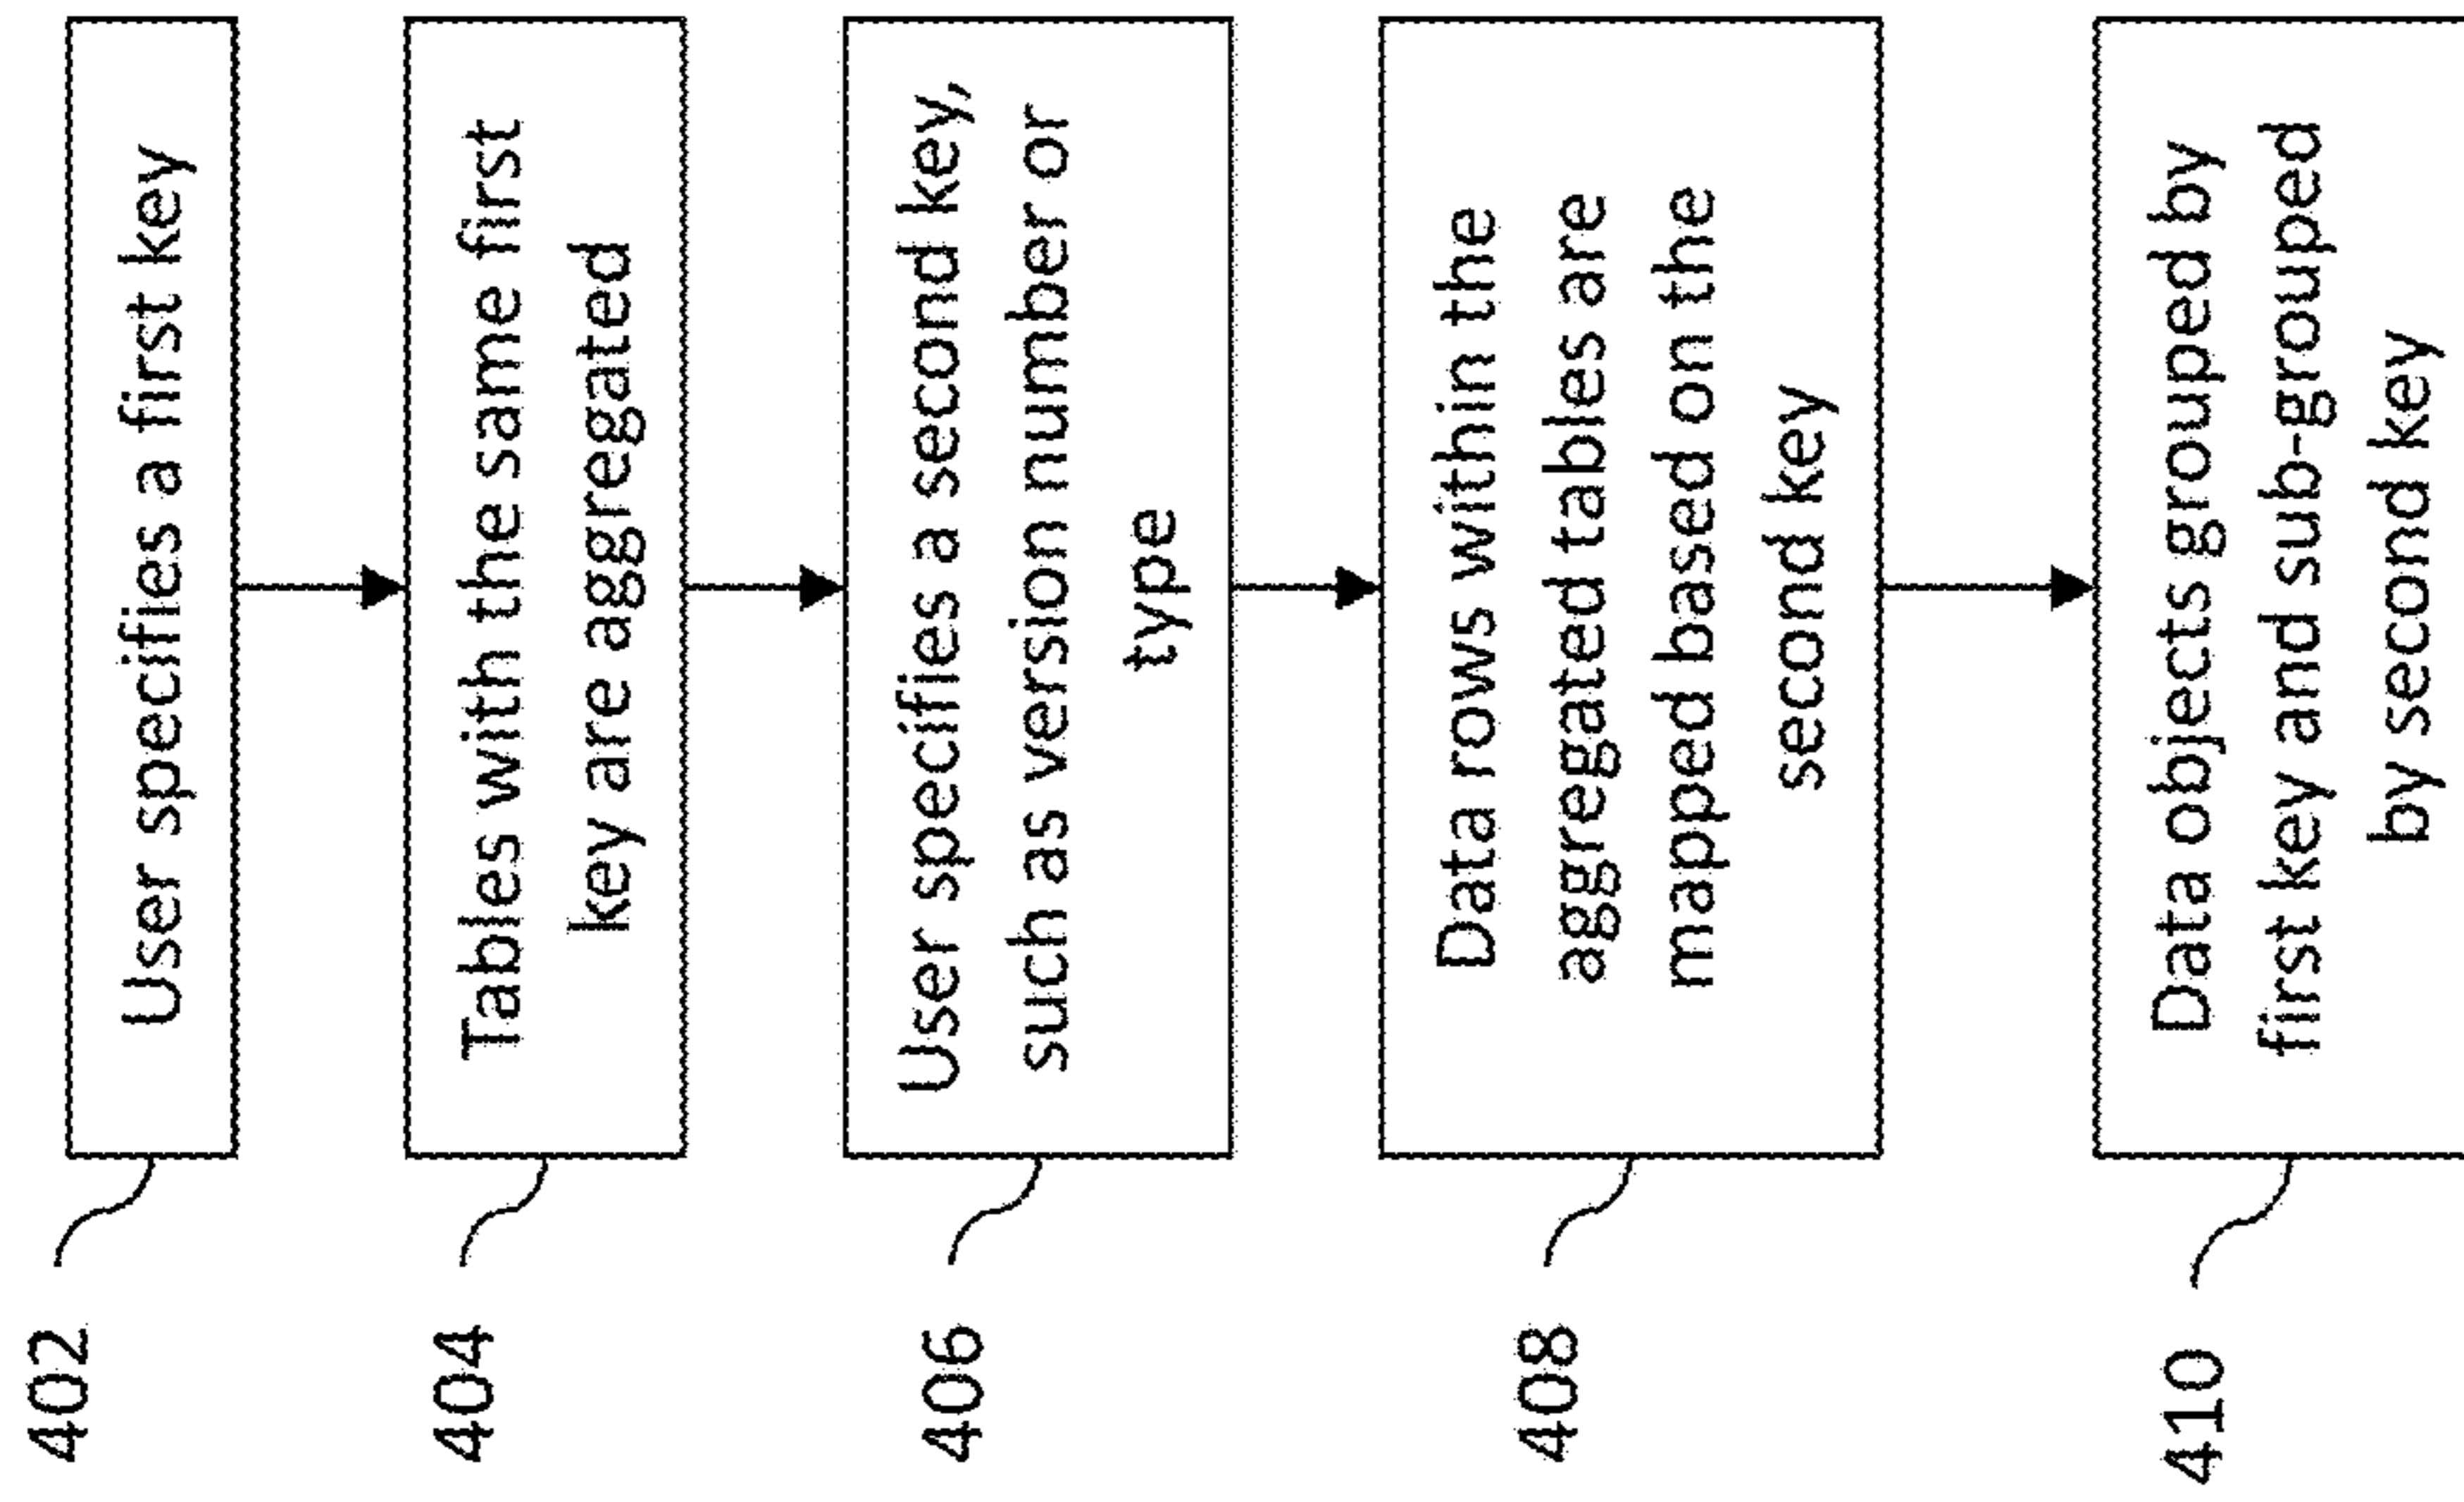 402
User specifies a first key
404
Tables with the same first
key are aggregated
406
User specifies a second key,
such as version number or
type
408
Data rows within the
aggregated tables are
mapped based on the
second key
410
Data objects grouped by
first key and sub-grouped
by second key